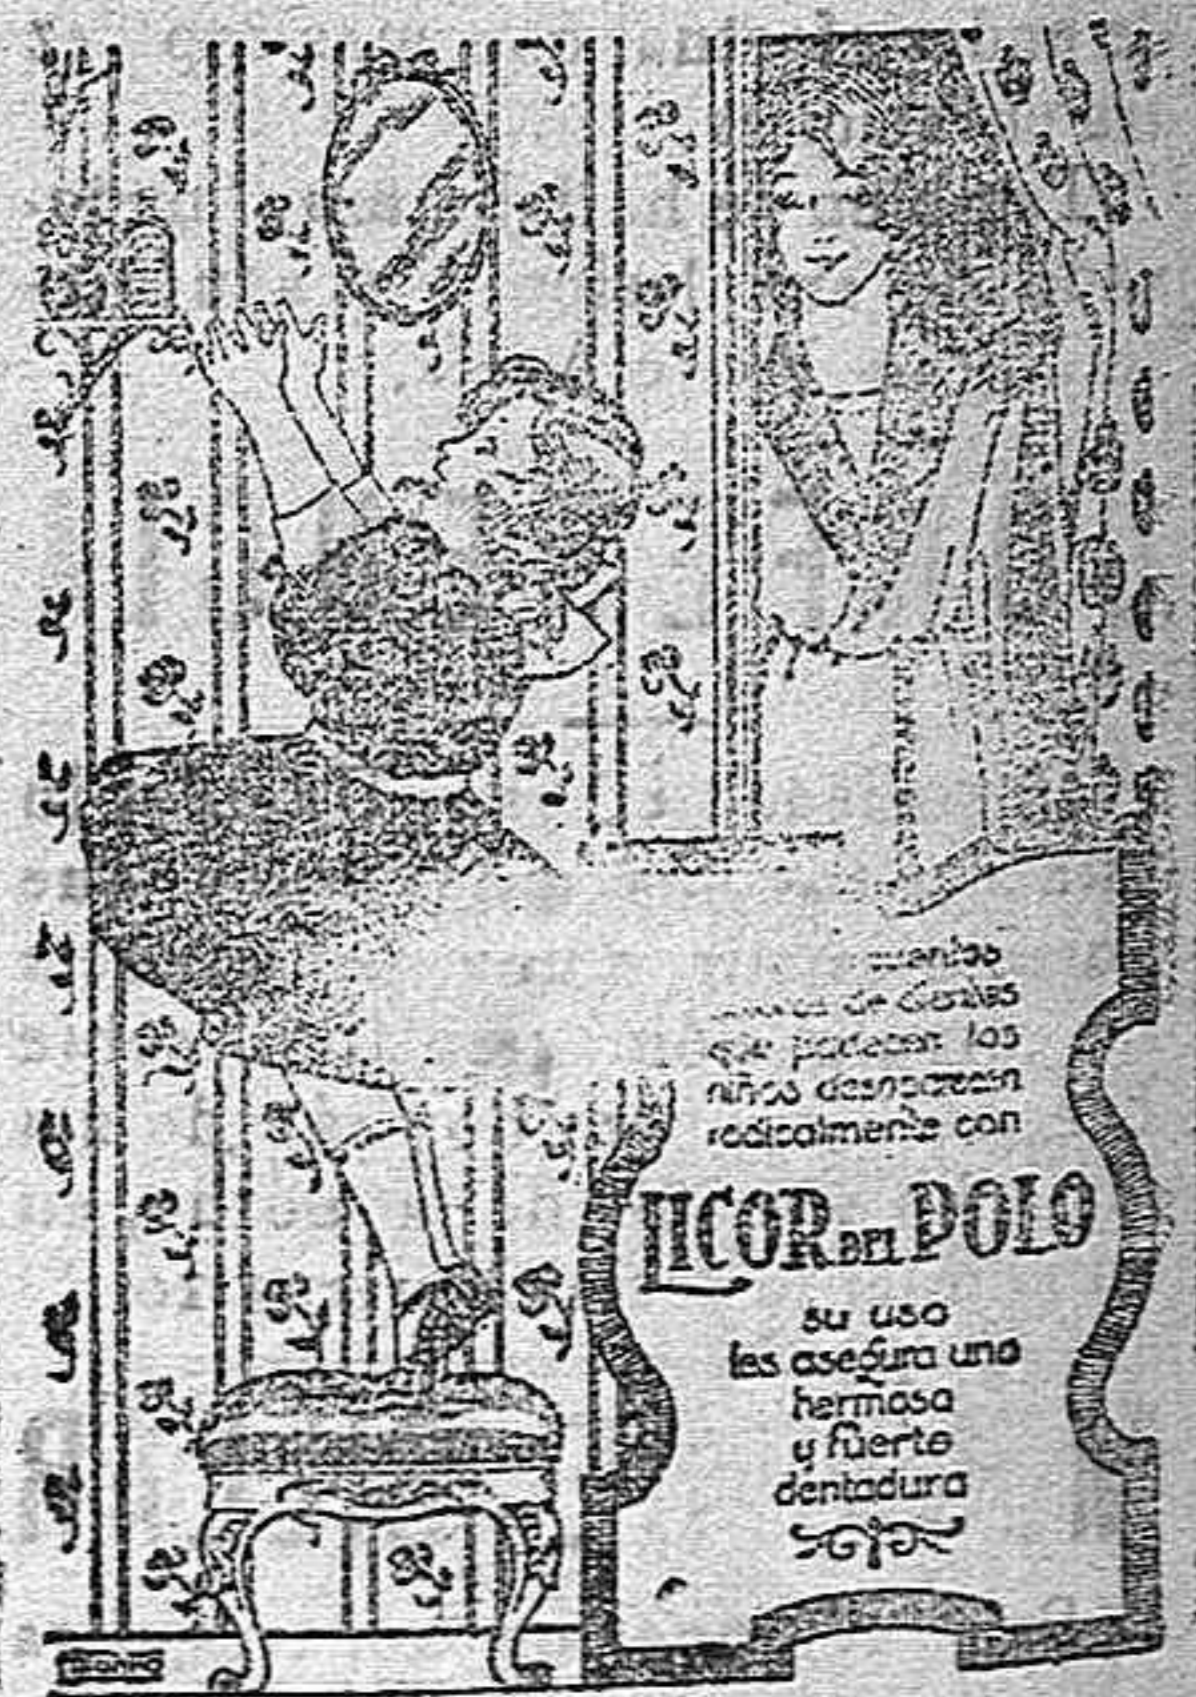 de dientes
que padecen los
niños desaparecen
radicalmente con
LICOR DEL POLO
su uso
les asegura una
hermosa
y fuerte
dentadura